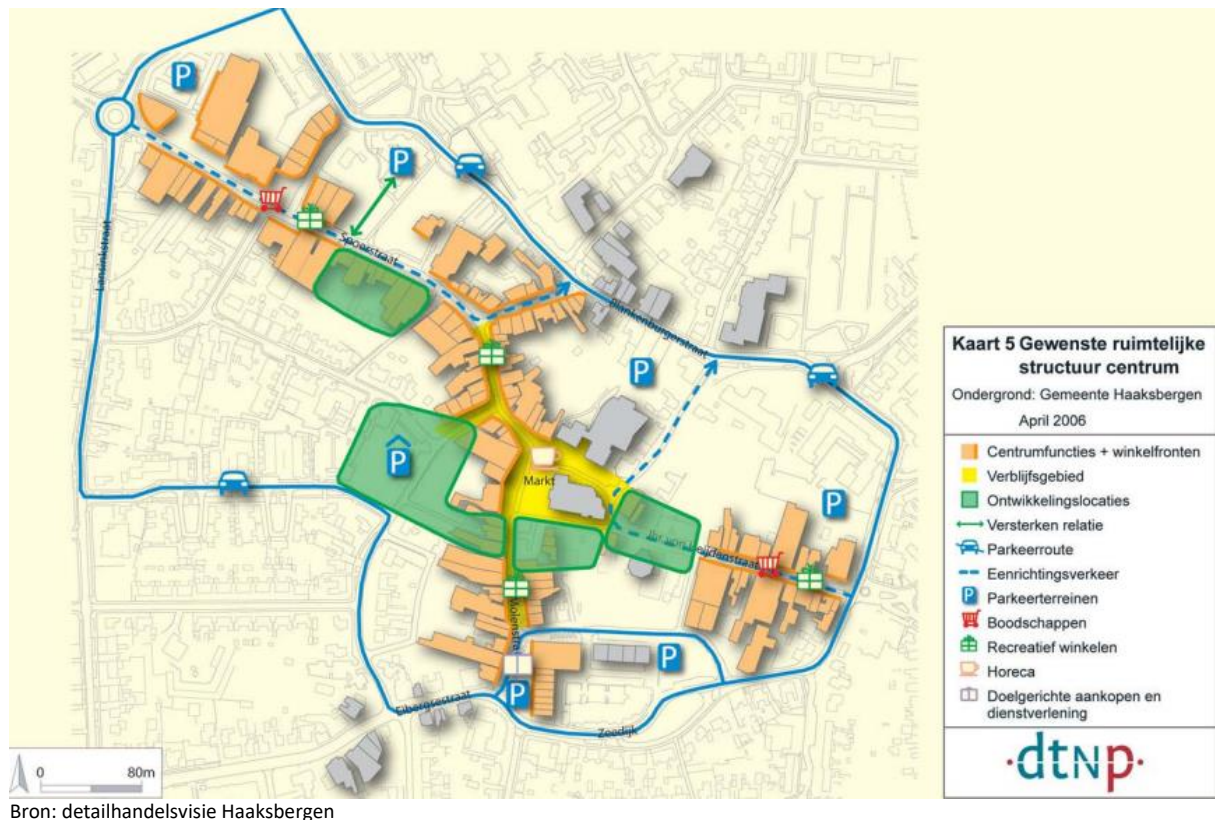 P
P
Lansinkstraat
Spoorstraat
Blankenburgerstraat
P
P
Markt
P
Molenstraat
P
P
Eibergsestraat
Zeedijk
0 80m
Kaart 5 Gewenste ruimtelijke
structuur centrum
Ondergrond: Gemeente Haaksbergen
April 2006
Centrumfuncties + winkelfronten
Verblijfsgebied
Ontwikkelingslocaties
Versterken relatie
Parkeerroute
Eenrichtingsverkeer
P Parkeerterreinen
Boodschappen
Recreatief winkelen
Horeca
Doelgerichte aankopen en
dienstverlening
·dtnp·
Bron: detailhandelsvisie Haaksbergen